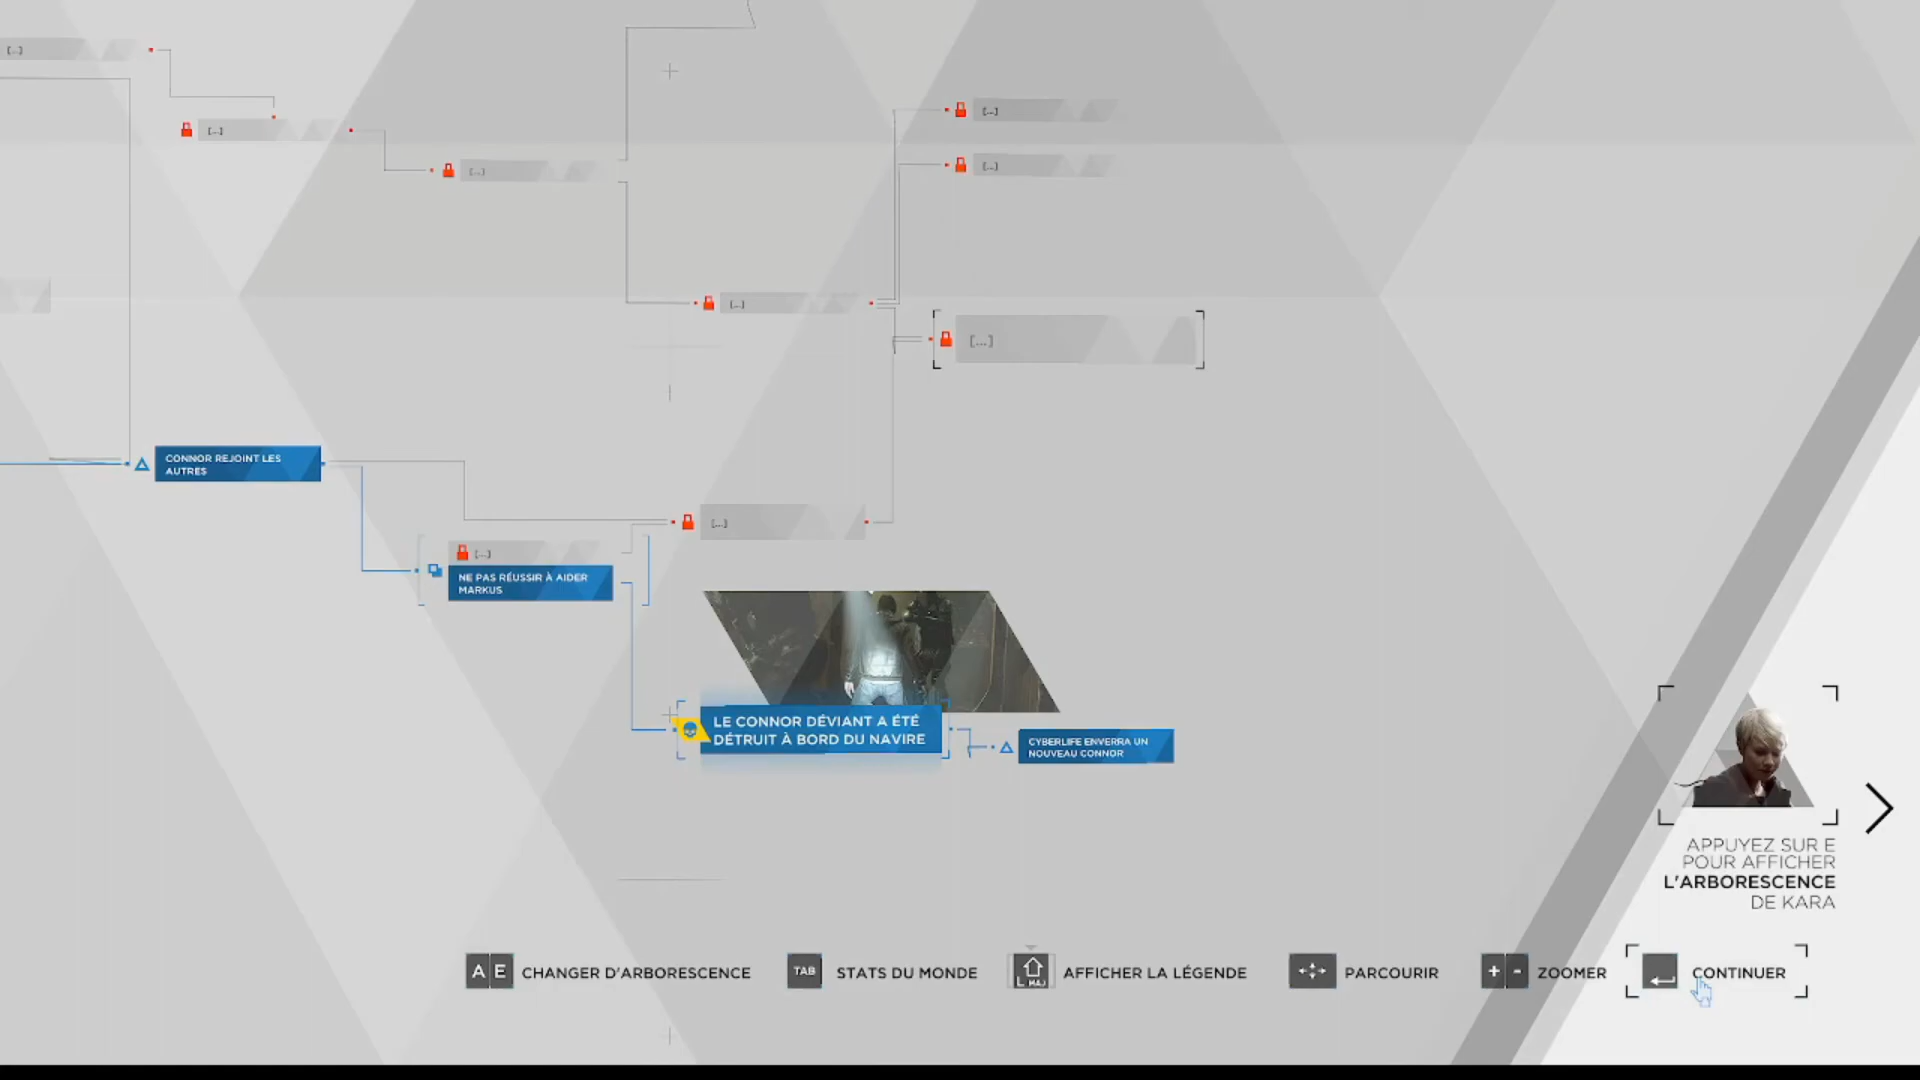 [...]
[...]
[...]
[...]
[...]
[...]
[...]
CONNOR REJOINT LES
AUTRES
[...]
[...]
NE PAS RÉUSSIR À AIDER
MARKUS
LE CONNOR DÉVIANT A ÉTÉ
DÉTRUIT À BORD DU NAVIRE
CYBERLIFE ENVERRA UN
NOUVEAU CONNOR
APPUYEZ SUR E
POUR AFFICHER
L'ARBORESCENCE
DE KARA
A E CHANGER D'ARBORESCENCE
TAB STATS DU MONDE
MAJ AFFICHER LA LÉGENDE
PARCOURIR
+ - ZOOMER
CONTINUER